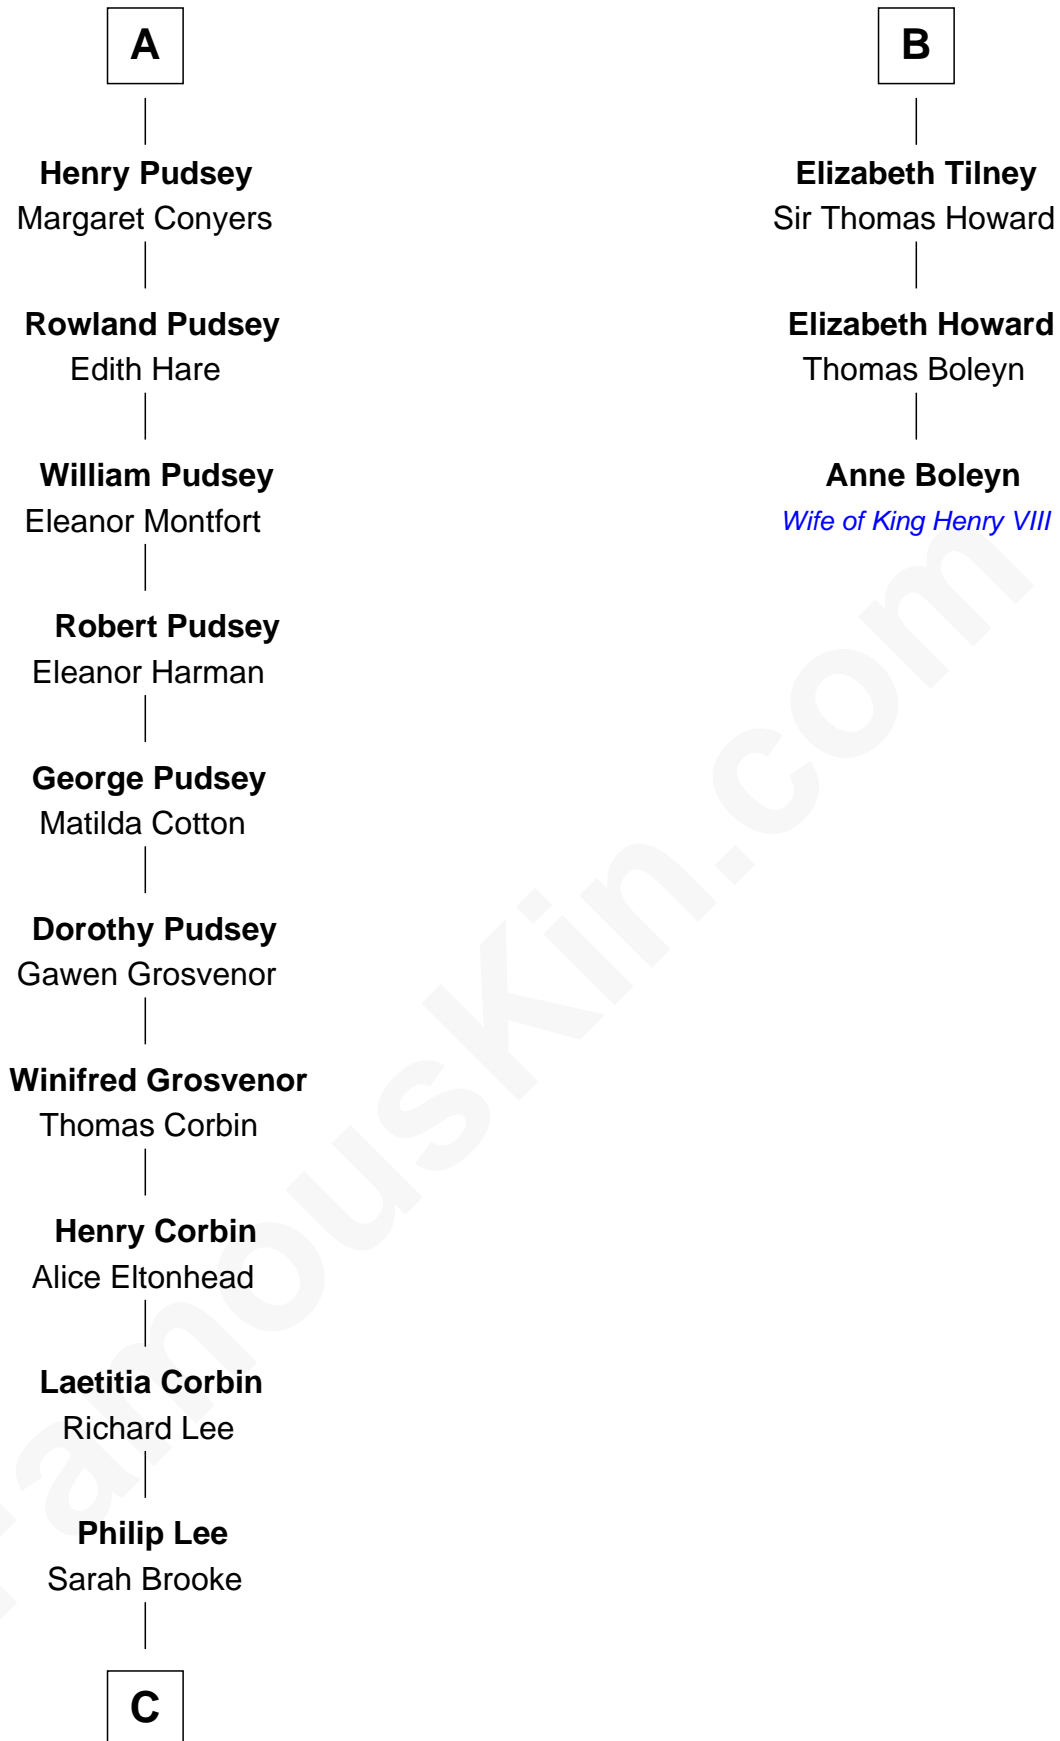 A
Henry Pudsey
Margaret Conyers
Rowland Pudsey
Edith Hare
William Pudsey
Eleanor Montfort
Robert Pudsey
Eleanor Harman
George Pudsey
Matilda Cotton
Dorothy Pudsey
Gawen Grosvenor
Winifred Grosvenor
Thomas Corbin
Henry Corbin
Alice Eltonhead
Laetitia Corbin
Richard Lee
Philip Lee
Sarah Brooke
C
B
Elizabeth Tilney
Sir Thomas Howard
Elizabeth Howard
Thomas Boleyn
Anne Boleyn
Wife of King Henry VIII
FamousKin.com